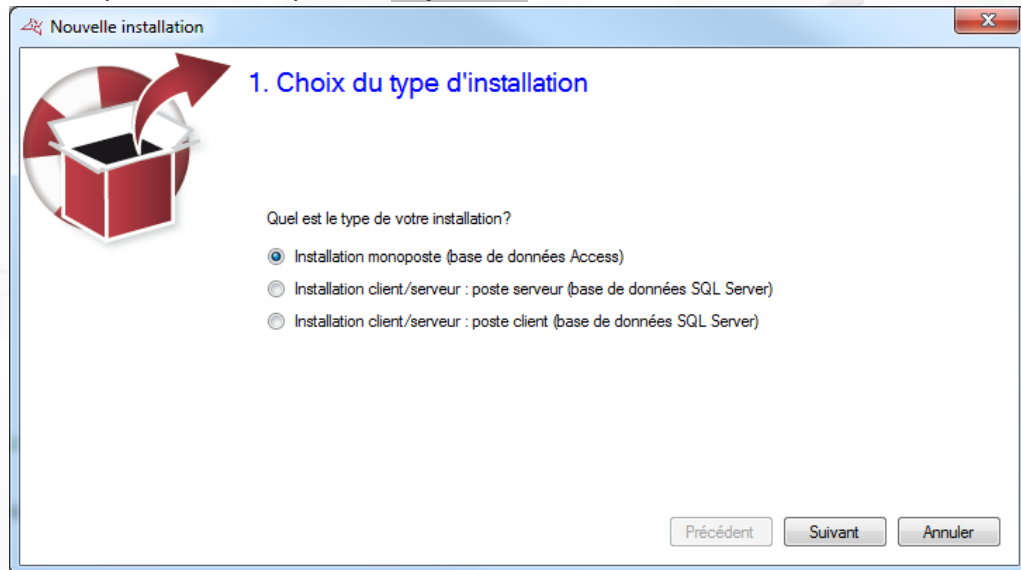 Nouvelle installation
1. Choix du type d'installation
Quel est le type de votre installation?
Installation monoposte (base de données Access)
Installation client/serveur : poste serveur (base de données SQL Server)
Installation client/serveur : poste client (base de données SQL Server)
Précédent Suivant Annuler